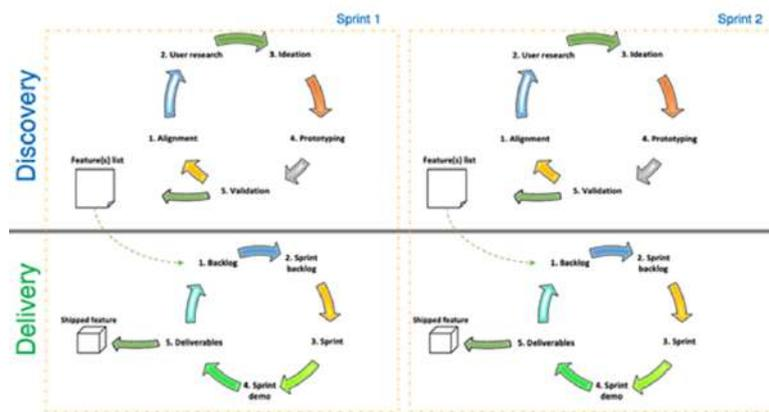 Sprint 1
Sprint 2
Discovery
2. User research
3. Ideation
1. Alignment
4. Prototyping
Feature(s) list
5. Validation
2. User research
3. Ideation
1. Alignment
4. Prototyping
Feature(s) list
5. Validation
Delivery
1. Backlog
2. Sprint
backlog
Shipped feature
5. Deliverables
3. Sprint
4. Sprint
demo
1. Backlog
2. Sprint
backlog
Shipped feature
5. Deliverables
3. Sprint
4. Sprint
demo